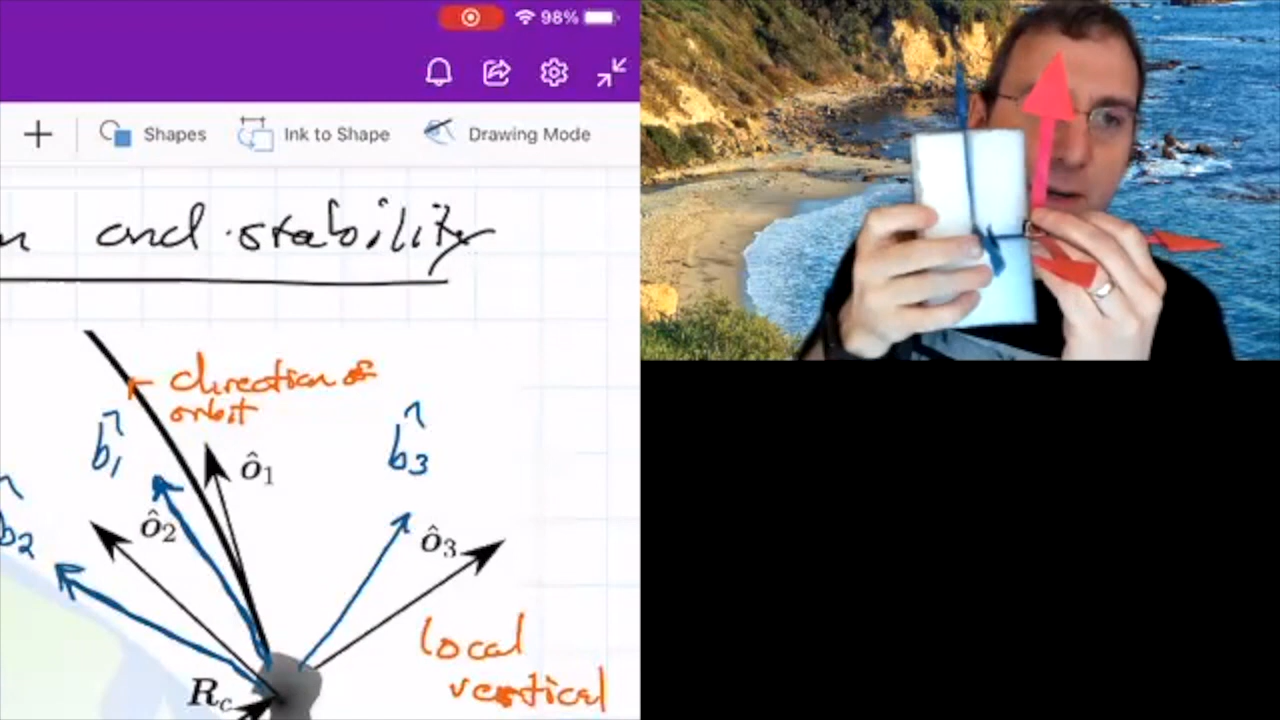 98%
Shapes
Ink to Shape
Drawing Mode
and stability
direction of
orbit
b̂1
ô1
b̂3
ô2
ô3
b̂2
local
vertical
Rc